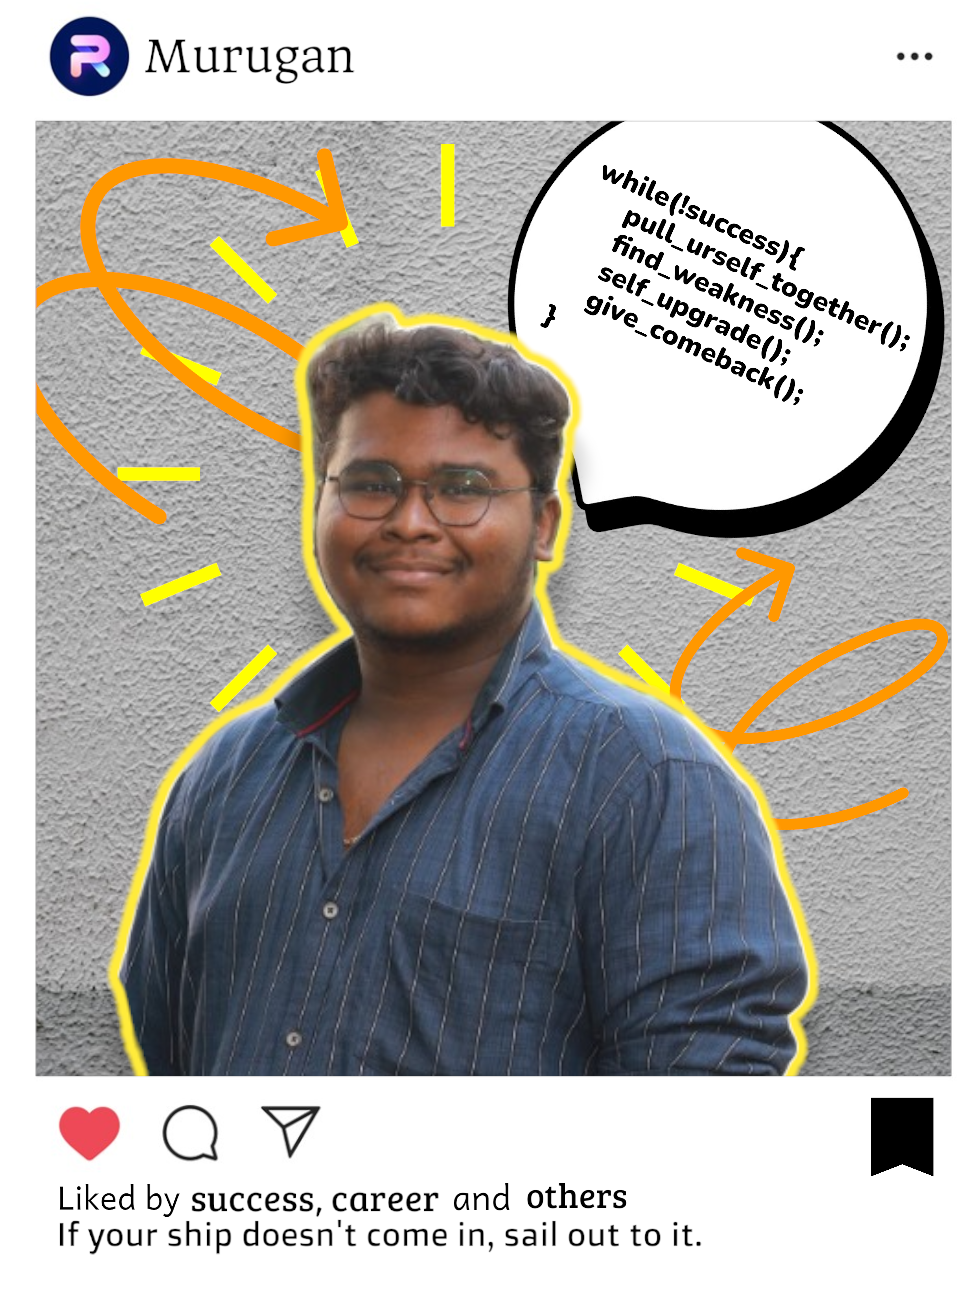 Murugan
while(!success){
pull_urself_together();
find_weakness();
self_upgrade();
give_comeback();
}
Liked by success, career and others
If your ship doesn't come in, sail out to it.